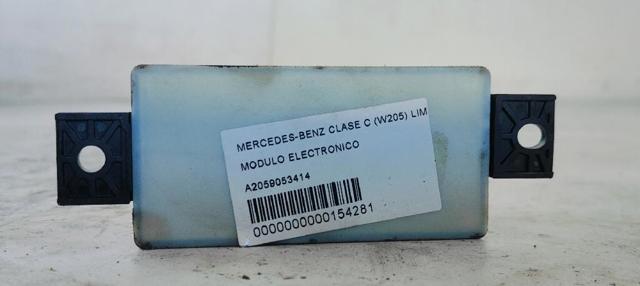 MERCEDES-BENZ CLASE C (W205) LIM
MODULO ELECTRONICO
A2059053414
0000000000154281